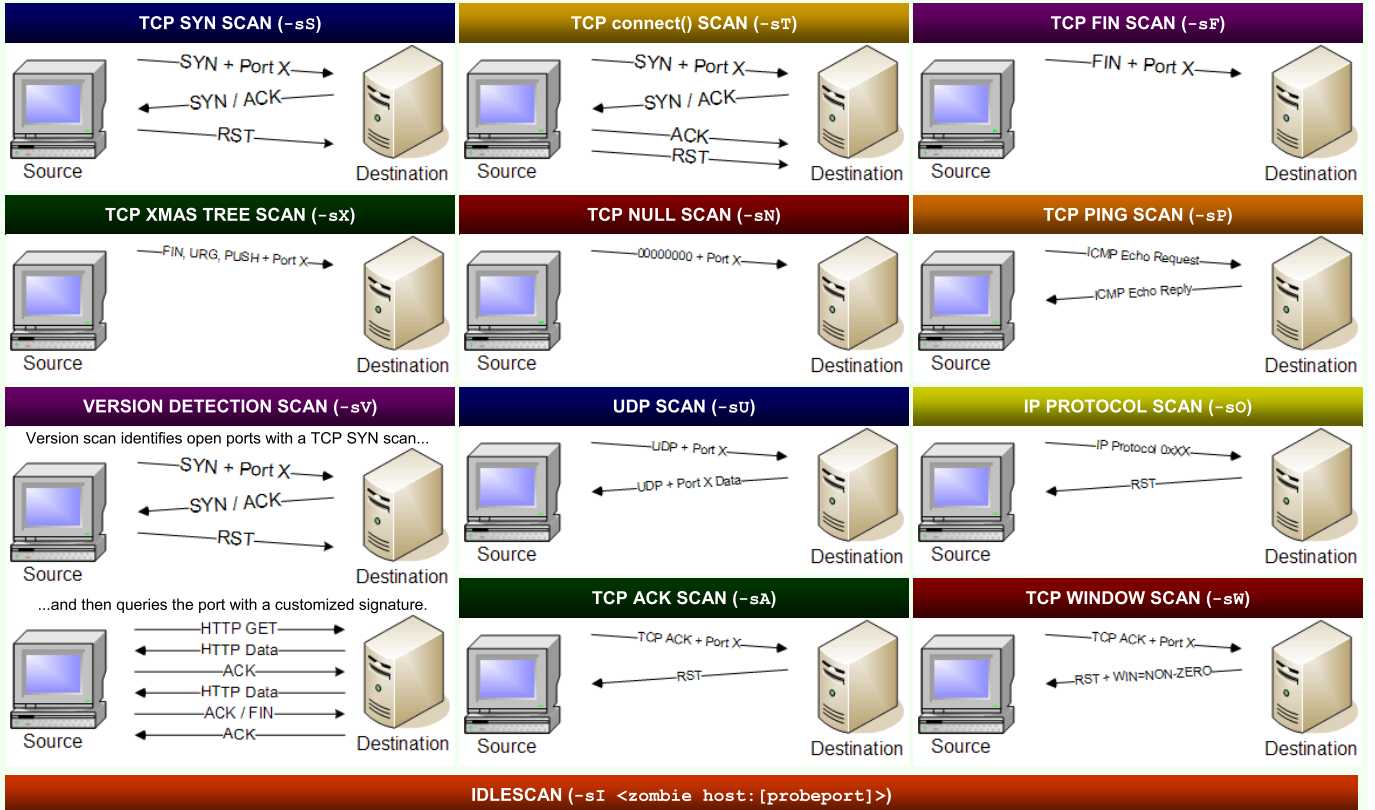 TCP SYN SCAN (-sS)
SYN + Port X
SYN / ACK
RST
Source
Destination
TCP connect() SCAN (-sT)
SYN + Port X
SYN / ACK
ACK
RST
Source
Destination
TCP FIN SCAN (-sF)
FIN + Port X
Source
Destination
TCP XMAS TREE SCAN (-sX)
FIN, URG, PUSH + Port X
Source
Destination
TCP NULL SCAN (-sN)
00000000 + Port X
Source
Destination
TCP PING SCAN (-sP)
ICMP Echo Request
ICMP Echo Reply
Source
Destination
VERSION DETECTION SCAN (-sV)
Version scan identifies open ports with a TCP SYN scan...
SYN + Port X
SYN / ACK
RST
Source
Destination
...and then queries the port with a customized signature.
HTTP GET
HTTP Data
ACK
HTTP Data
ACK / FIN
ACK
Source
Destination
UDP SCAN (-sU)
UDP + Port X
UDP + Port X Data
Source
Destination
IP PROTOCOL SCAN (-sO)
IP Protocol 0xXX
RST
Source
Destination
TCP ACK SCAN (-sA)
TCP ACK + Port X
RST
Source
Destination
TCP WINDOW SCAN (-sW)
TCP ACK + Port X
RST + WIN=NON-ZERO
Source
Destination
IDLESCAN (-sI <zombie host:[probeport]>)